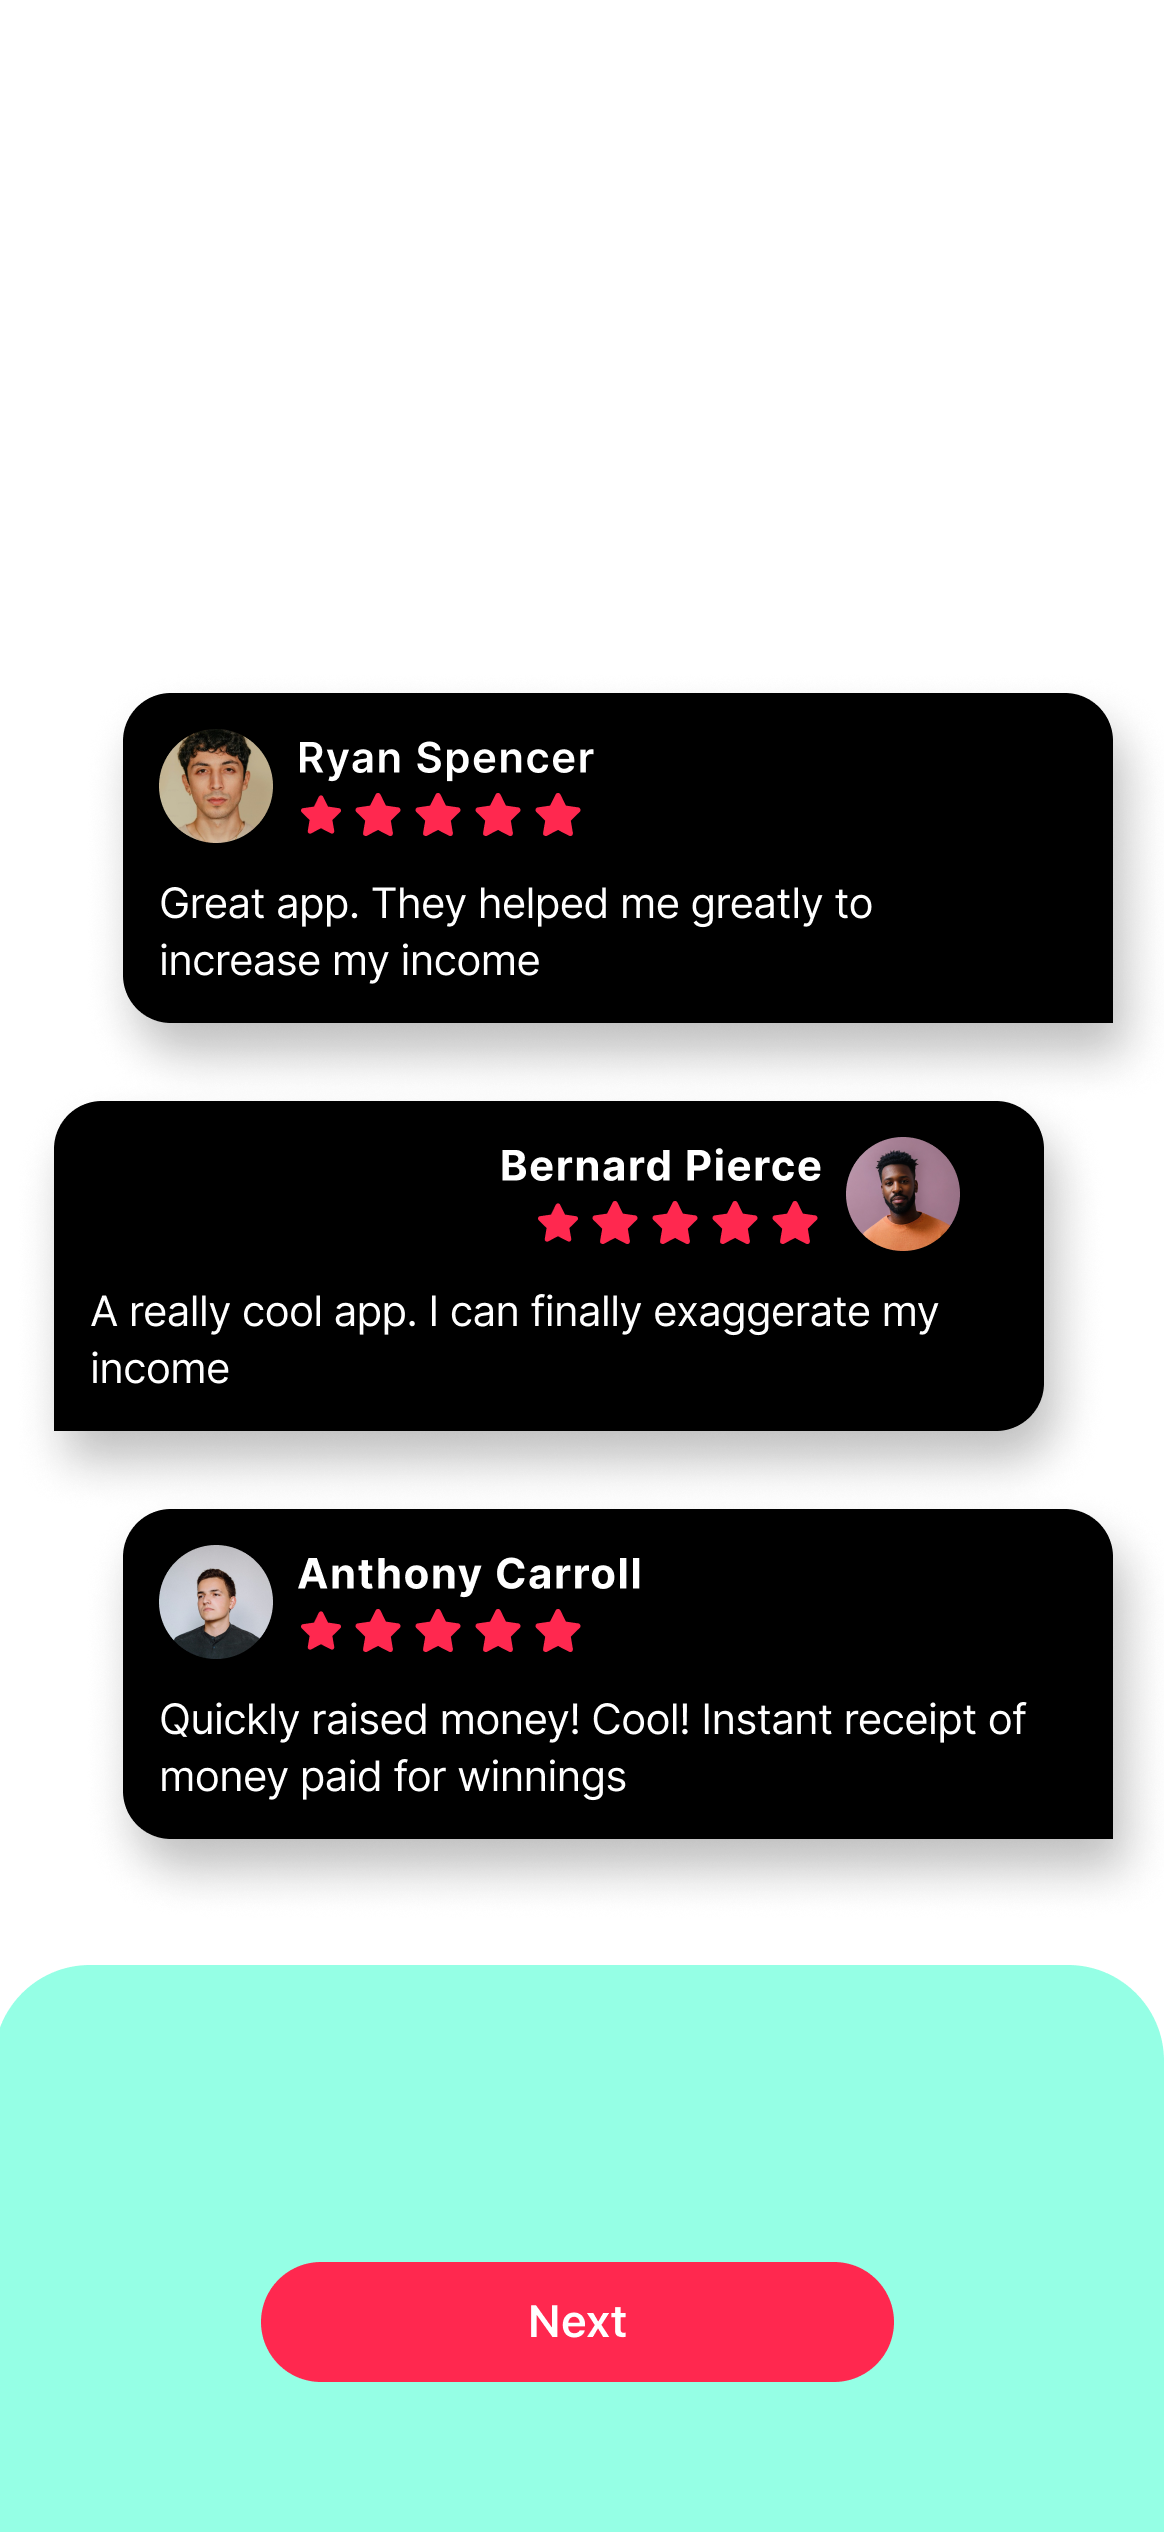 Ryan Spencer
Great app. They helped me greatly to
increase my income
Bernard Pierce
A really cool app. I can finally exaggerate my
income
Anthony Carroll
Quickly raised money! Cool! Instant receipt of
money paid for winnings
Next